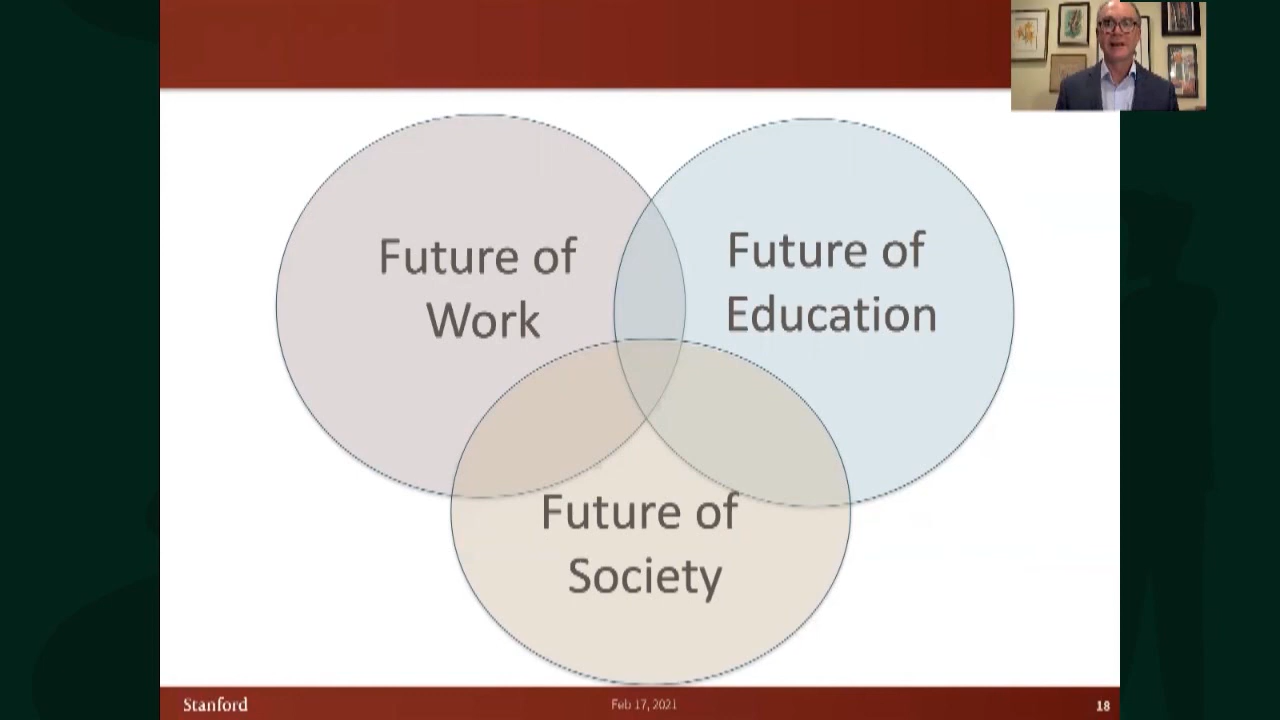 Future of
Work
Future of
Education
Future of
Society
Stanford
Feb 17, 2021
18